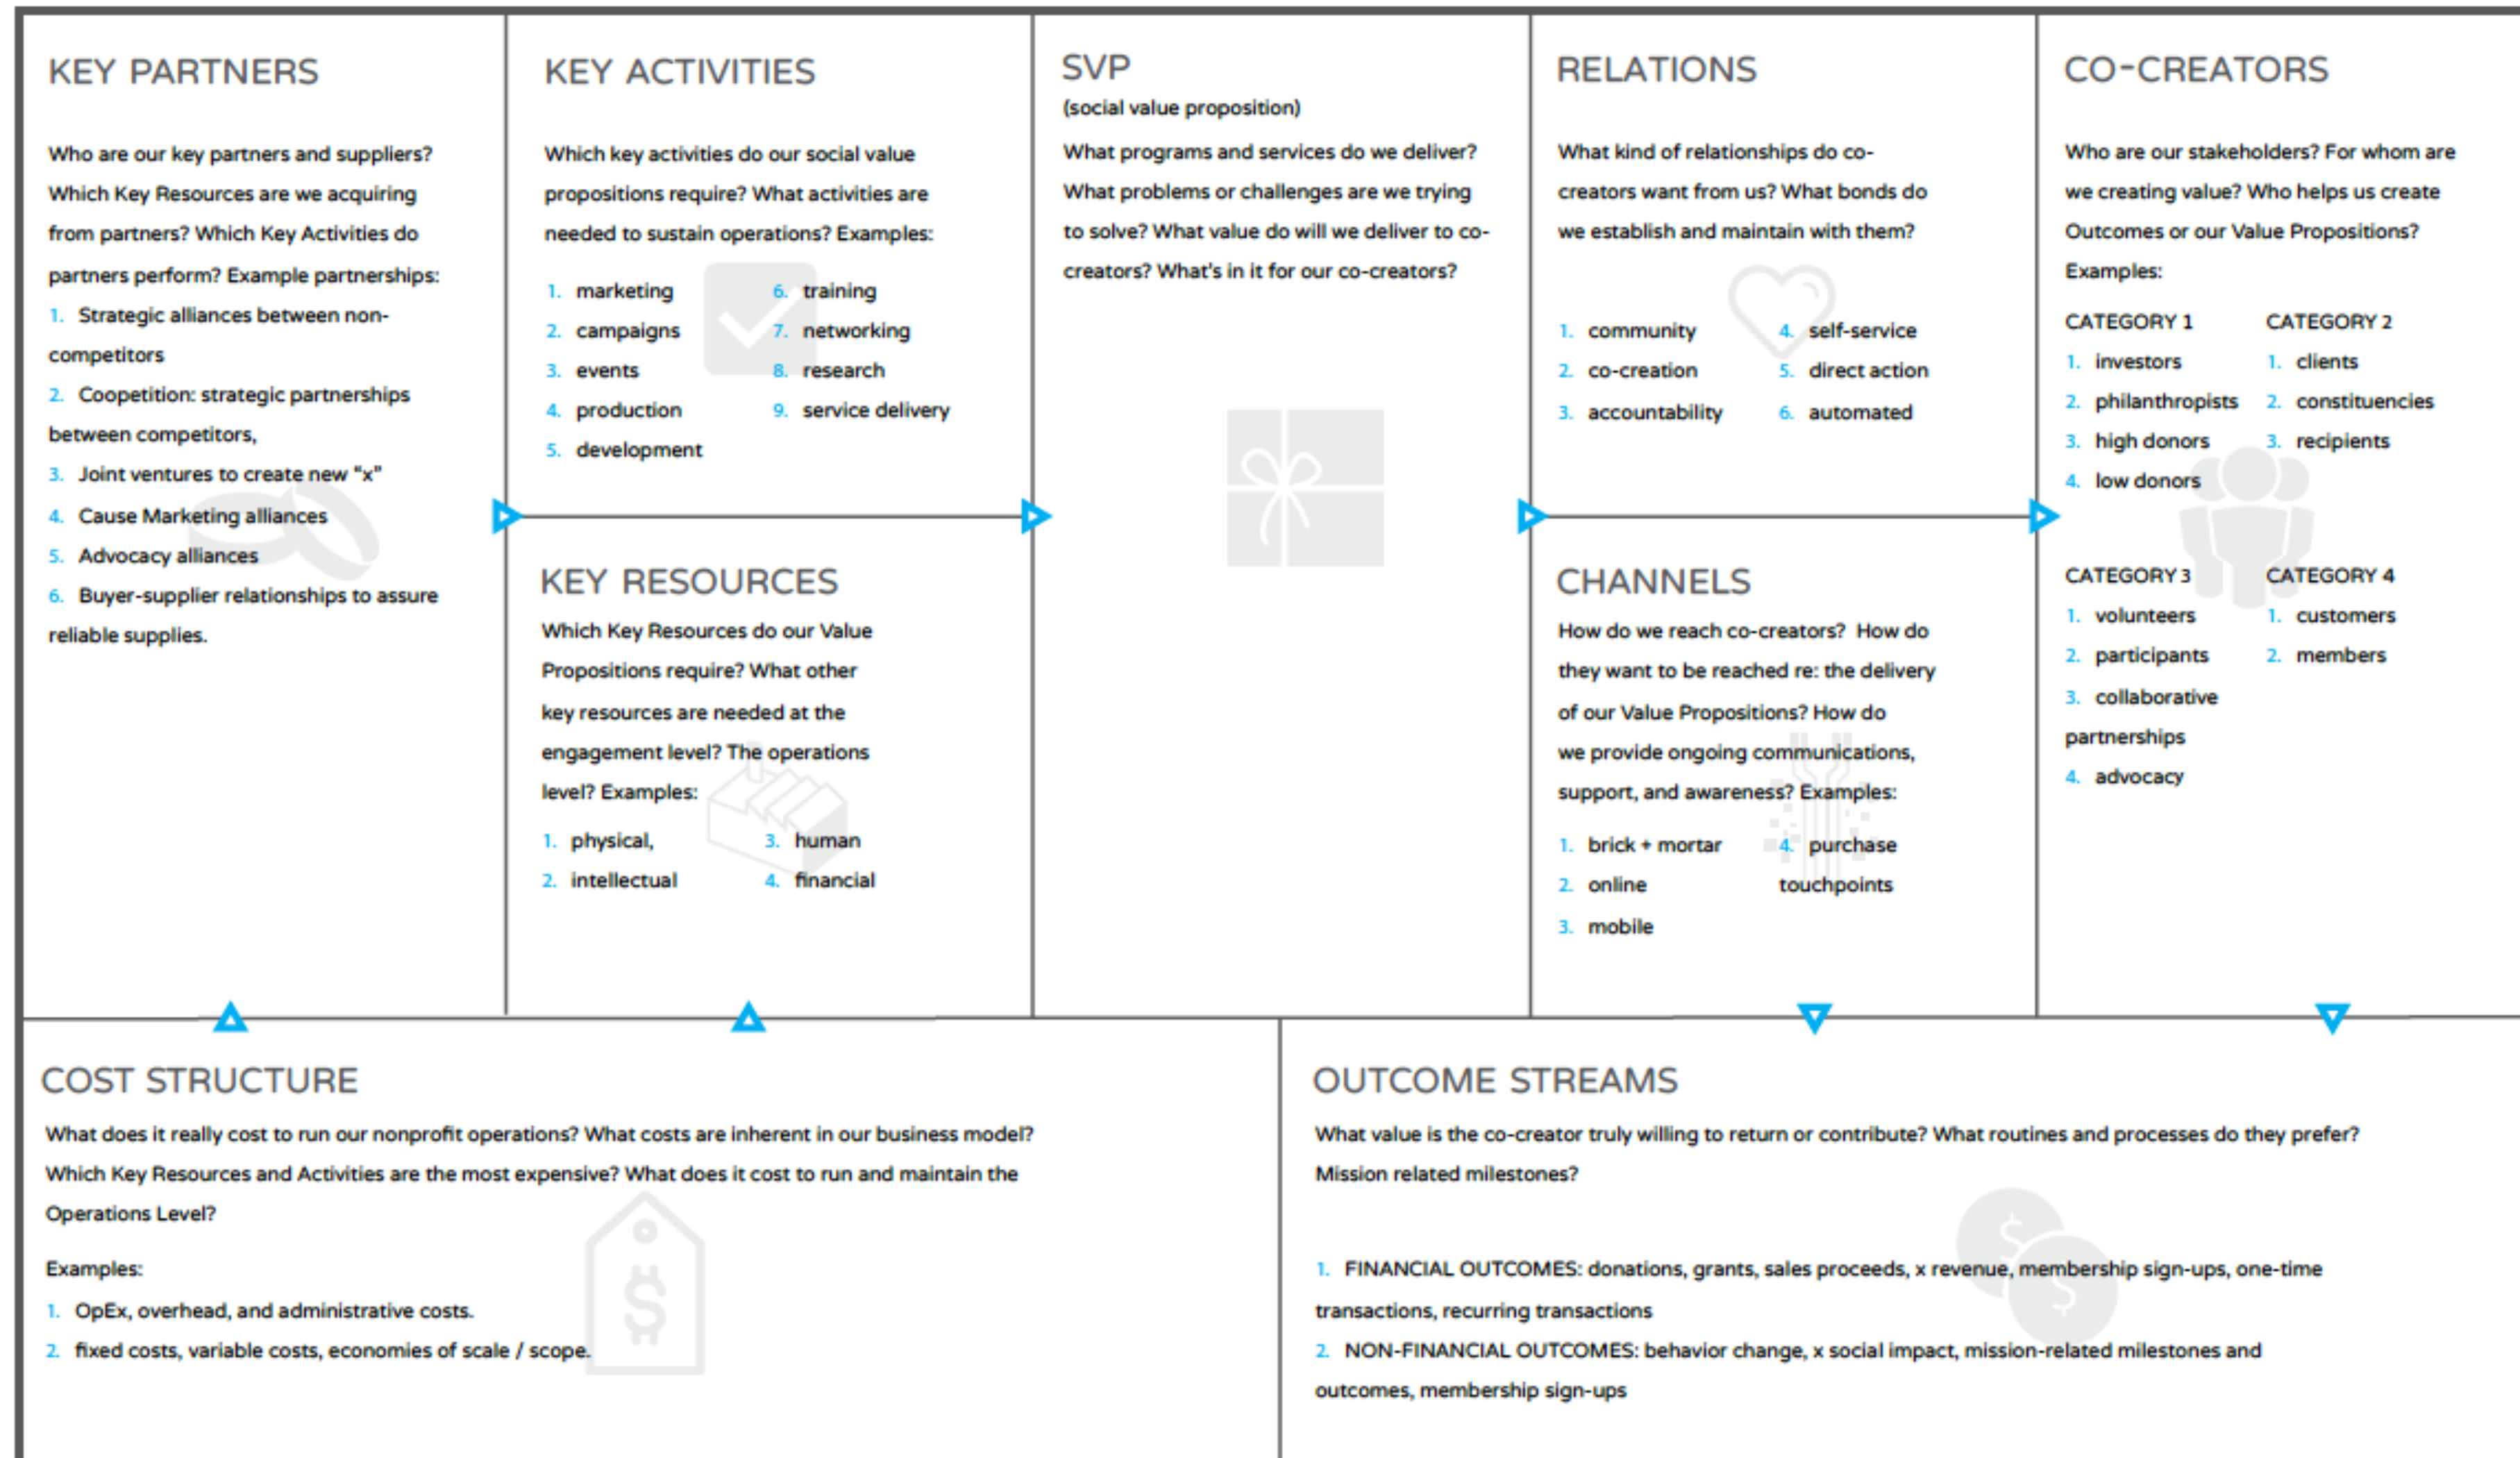 KEY PARTNERS
Who are our key partners and suppliers?
Which Key Resources are we acquiring
from partners? Which Key Activities do
partners perform? Example partnerships:
1. Strategic alliances between non-
competitors
2. Coopetition: strategic partnerships
between competitors,
3. Joint ventures to create new “x”
4. Cause Marketing alliances
5. Advocacy alliances
6. Buyer-supplier relationships to assure
reliable supplies.
KEY ACTIVITIES
Which key activities do our social value
propositions require? What activities are
needed to sustain operations? Examples:
1. marketing
2. campaigns
3. events
4. production
5. development
6. training
7. networking
8. research
9. service delivery
KEY RESOURCES
Which Key Resources do our Value
Propositions require? What other
key resources are needed at the
engagement level? The operations
level? Examples:
1. physical,
2. intellectual
3. human
4. financial
SVP
(social value proposition)
What programs and services do we deliver?
What problems or challenges are we trying
to solve? What value do will we deliver to co-
creators? What's in it for our co-creators?
RELATIONS
What kind of relationships do co-
creators want from us? What bonds do
we establish and maintain with them?
1. community
2. co-creation
3. accountability
4. self-service
5. direct action
6. automated
CHANNELS
How do we reach co-creators? How do
they want to be reached re: the delivery
of our Value Propositions? How do
we provide ongoing communications,
support, and awareness? Examples:
1. brick + mortar
2. online
3. mobile
4. purchase
touchpoints
CO-CREATORS
Who are our stakeholders? For whom are
we creating value? Who helps us create
Outcomes or our Value Propositions?
Examples:
CATEGORY 1
1. investors
2. philanthropists
3. high donors
4. low donors
CATEGORY 2
1. clients
2. constituencies
3. recipients
CATEGORY 3
1. volunteers
2. participants
3. collaborative
partnerships
4. advocacy
CATEGORY 4
1. customers
2. members
COST STRUCTURE
What does it really cost to run our nonprofit operations? What costs are inherent in our business model?
Which Key Resources and Activities are the most expensive? What does it cost to run and maintain the
Operations Level?
Examples:
1. OpEx, overhead, and administrative costs.
2. fixed costs, variable costs, economies of scale / scope.
$
OUTCOME STREAMS
What value is the co-creator truly willing to return or contribute? What routines and processes do they prefer?
Mission related milestones?
1. FINANCIAL OUTCOMES: donations, grants, sales proceeds, x revenue, membership sign-ups, one-time
transactions, recurring transactions
2. NON-FINANCIAL OUTCOMES: behavior change, x social impact, mission-related milestones and
outcomes, membership sign-ups
$
$